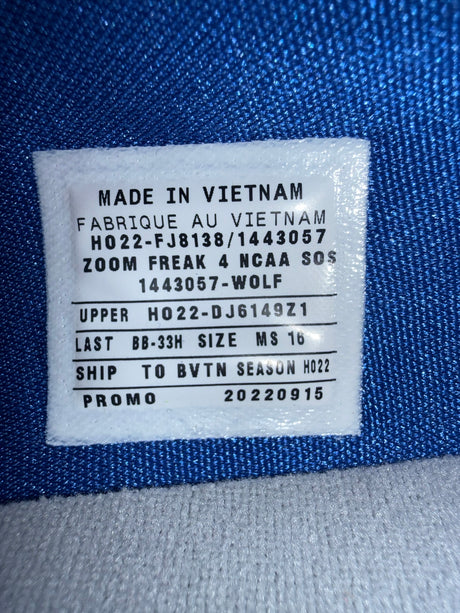 MADE IN VIETNAM
FABRIQUE AU VIETNAM
HO22-FJ8138/1443057
ZOOM FREAK 4 NCAA SOS
1443057-WOLF
UPPER HO22-DJ6149Z1
LAST BB-33H SIZE MS 16
SHIP TO BVTN SEASON HO22
PROMO 20220915